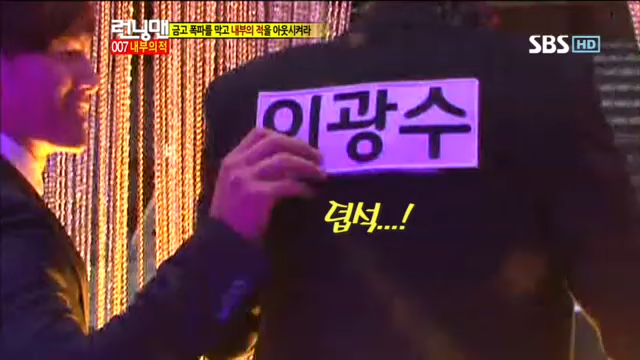 런닝맨
007 내부의 적
금고 폭파를 막고 내부의 적을 아웃시켜라
SBS HD
이광수
덥석...!